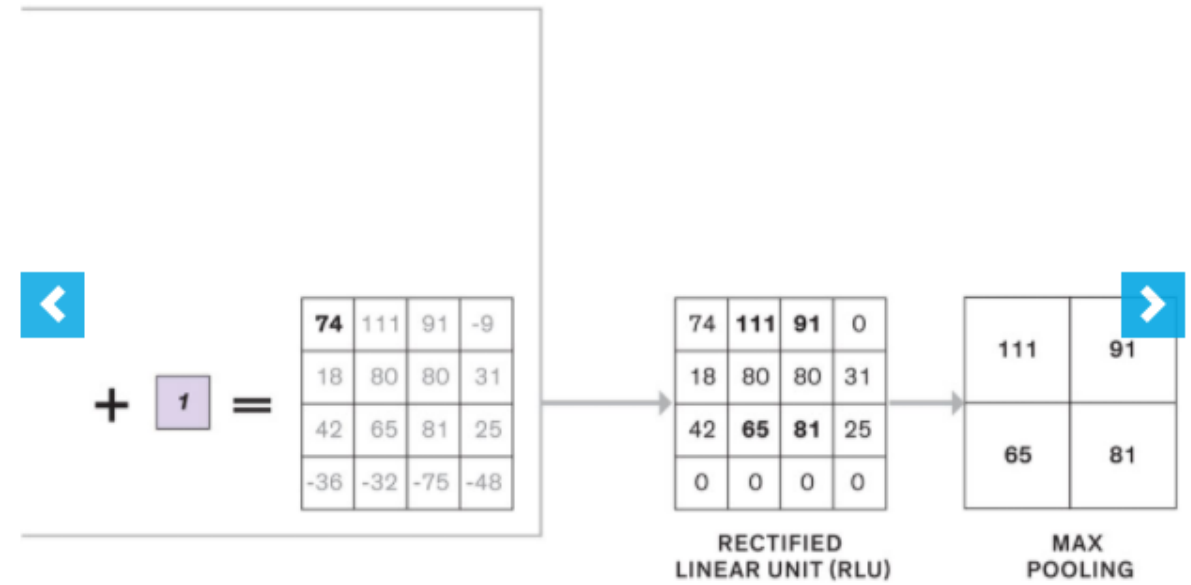 74 111 91 -9
18 80 80 31
42 65 81 25
-36 -32 -75 -48
+ 1 =
74 111 91 0
18 80 80 31
42 65 81 25
0 0 0 0
RECTIFIED
LINEAR UNIT (RLU)
111 91
65 81
MAX
POOLING